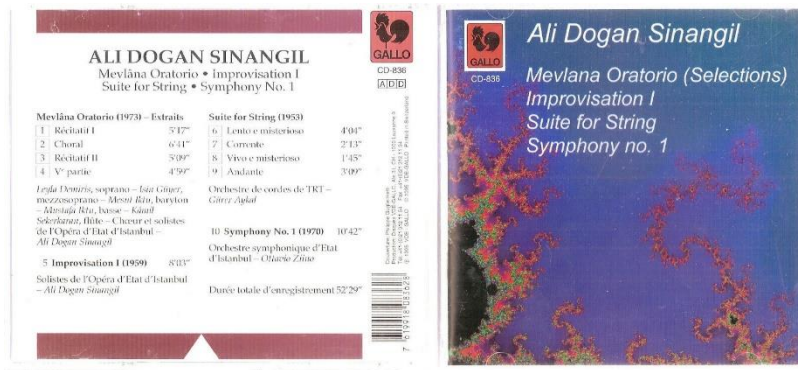 ALI DOGAN SINANGIL
Mevlâna Oratorio • Improvisation I
Suite for String • Symphony No. 1
Mevlâna Oratorio (1973) – Extraits
1 Récitatif I 5'17"
2 Choral 6'41"
3 Récitatif II 5'09"
4 Vᵉ partie 4'59"
Leyla Demiris, soprano –
mezzosoprano – Mesut Iktu, baryton
– Mustafa Iktu, basse – Kâmil
Sekerkaran, flûte – Chœur et solistes
de l'Opéra d'Etat d'Istanbul –
Ali Dogan Sinangil
5 Improvisation I (1959) 8'03"
Solistes de l'Opéra d'Etat d'Istanbul
– Ali Dogan Sinangil
Suite for String (1953)
6 Lento e misterioso 4'04"
7 Corrente 2'13"
8 Vivo e misterioso 1'45"
9 Andante 3'09"
Orchestre de cordes de TRT –
Gürer Aykal
10 Symphony No. 1 (1970) 10'42"
Orchestre symphonique d'Etat
d'Istanbul – Ottavio Ziino
Durée totale d'enregistrement 52'29"
GALLO
CD-836
ADD
7 619918 083628
GALLO
CD-836
Ali Dogan Sinangil
Mevlana Oratorio (Selections)
Improvisation I
Suite for String
Symphony no. 1